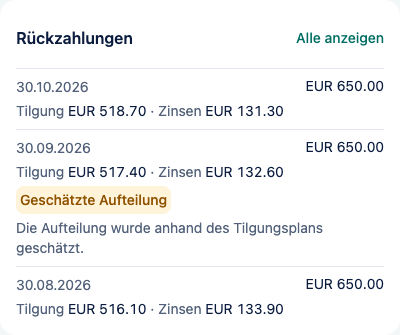 Rückzahlungen Alle anzeigen
30.10.2026 EUR 650.00
Tilgung EUR 518.70 · Zinsen EUR 131.30
30.09.2026 EUR 650.00
Tilgung EUR 517.40 · Zinsen EUR 132.60
Geschätzte Aufteilung
Die Aufteilung wurde anhand des Tilgungsplans
geschätzt.
30.08.2026 EUR 650.00
Tilgung EUR 516.10 · Zinsen EUR 133.90